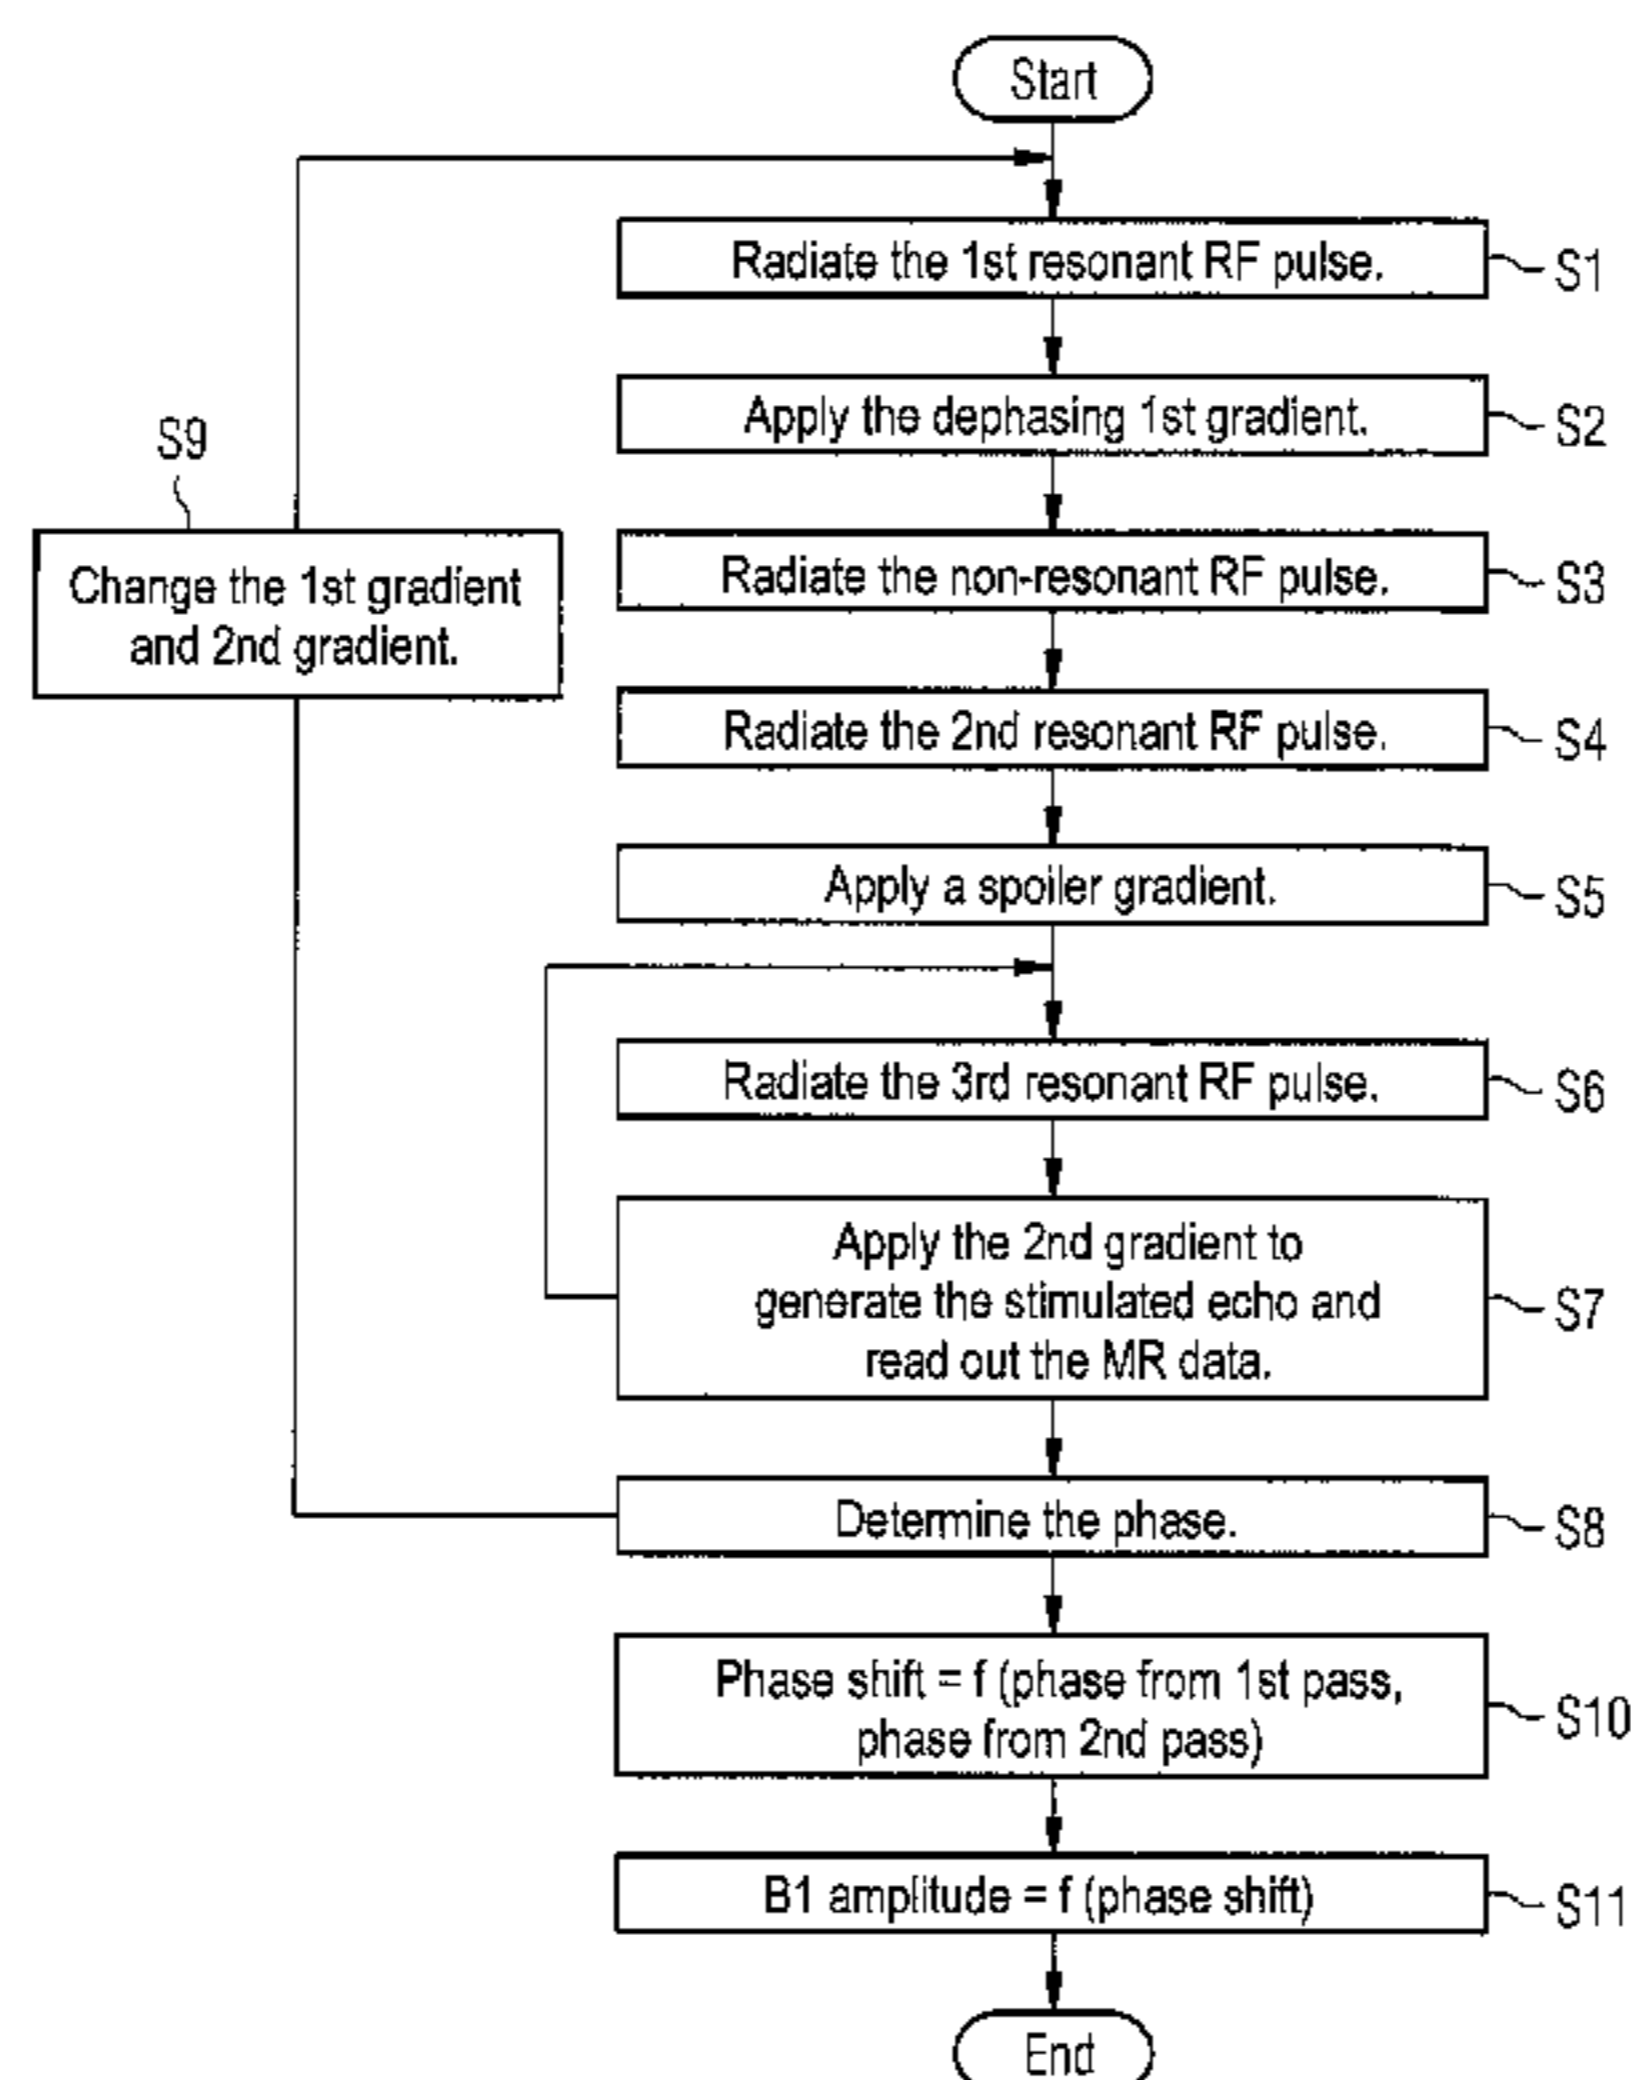 Start
Radiate the 1st resonant RF pulse.
S1
Apply the dephasing 1st gradient.
S2
S9
Change the 1st gradient
and 2nd gradient.
Radiate the non-resonant RF pulse.
S3
Radiate the 2nd resonant RF pulse.
S4
Apply a spoiler gradient.
S5
Radiate the 3rd resonant RF pulse.
S6
Apply the 2nd gradient to
generate the stimulated echo and
read out the MR data.
S7
Determine the phase.
S8
Phase shift = f (phase from 1st pass,
phase from 2nd pass)
S10
B1 amplitude = f (phase shift)
S11
End